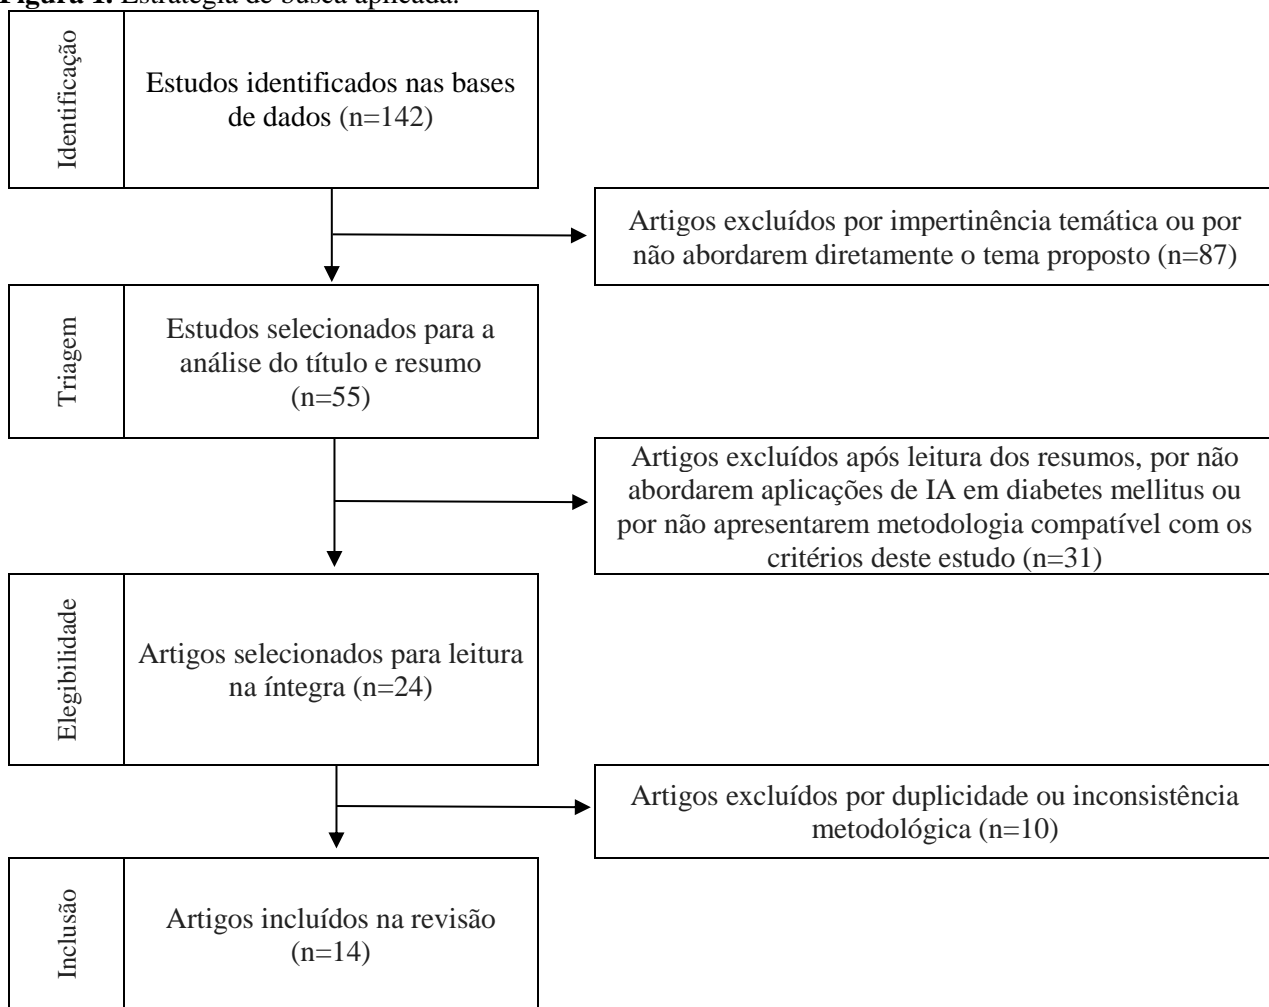 Figura 1. Estratégia de busca aplicada.
Identificação
Estudos identificados nas bases
de dados (n=142)
Artigos excluídos por impertinência temática ou por
não abordarem diretamente o tema proposto (n=87)
Triagem
Estudos selecionados para a
análise do título e resumo
(n=55)
Artigos excluídos após leitura dos resumos, por não
abordarem aplicações de IA em diabetes mellitus ou
por não apresentarem metodologia compatível com os
critérios deste estudo (n=31)
Elegibilidade
Artigos selecionados para leitura
na íntegra (n=24)
Artigos excluídos por duplicidade ou inconsistência
metodológica (n=10)
Inclusão
Artigos incluídos na revisão
(n=14)